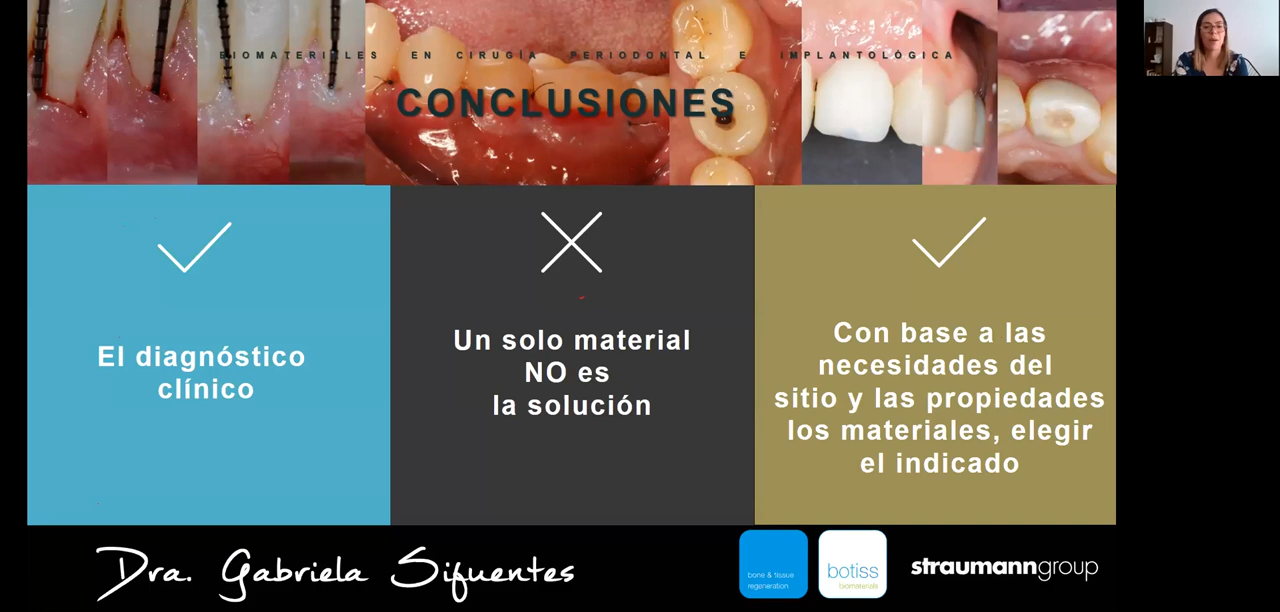 BIOMATERIALES EN CIRUGÍA PERIODONTAL E IMPLANTOLÓGICA
CONCLUSIONES
El diagnóstico
clínico
Un solo material
NO es
la solución
Con base a las
necesidades del
sitio y las propiedades
los materiales, elegir
el indicado
Dra. Gabriela Sifuentes
bone & tissue
regeneration
botiss
biomaterials
straumanngroup